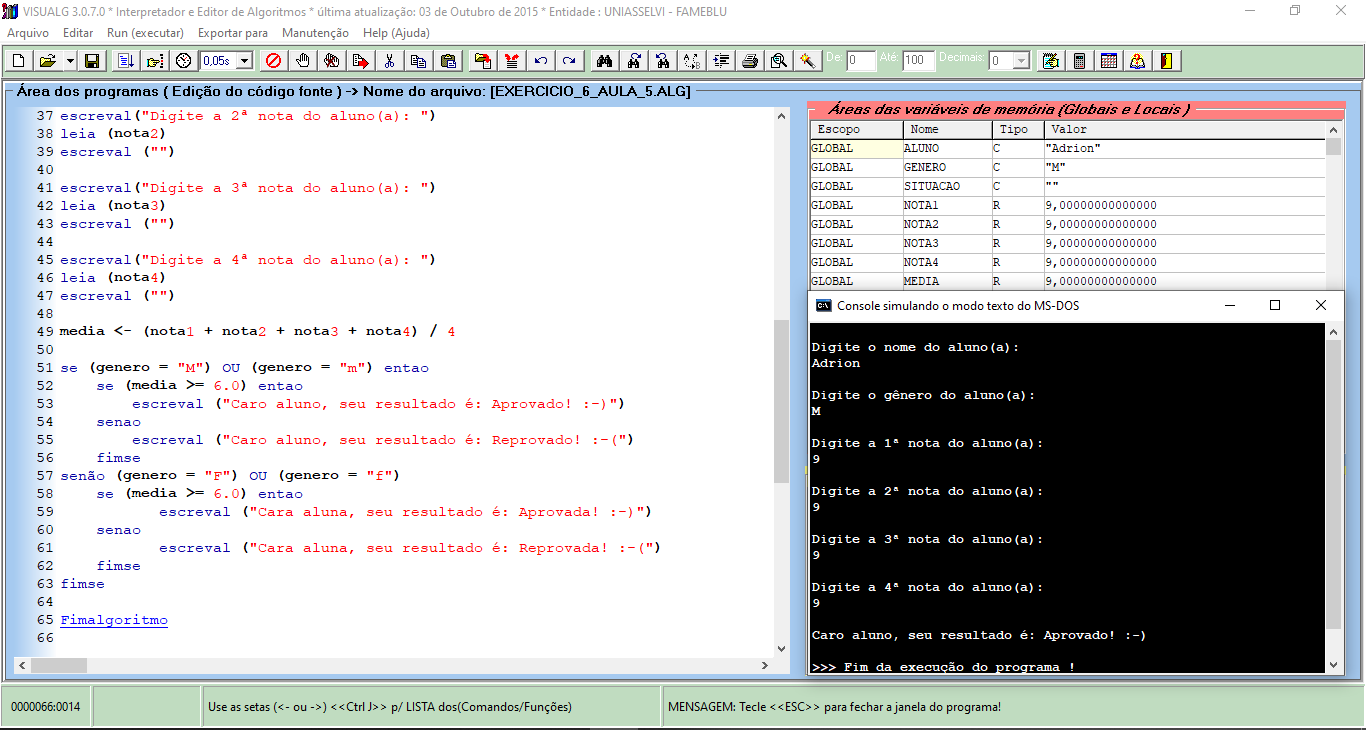 VISUALG 3.0.7.0 * Interpretador e Editor de Algoritmos * última atualização: 03 de Outubro de 2015 * Entidade : UNIASSELVI - FAMEBLU
Arquivo Editar Run (executar) Exportar para Manutenção Help (Ajuda)
0,05s De: 0 Até: 100 Decimais: 0
Área dos programas ( Edição do código fonte ) -> Nome do arquivo: [EXERCICIO_6_AULA_5.ALG]
37 escreval("Digite a 2ª nota do aluno(a): ")
38 leia (nota2)
39 escreval ("")
40
41 escreval("Digite a 3ª nota do aluno(a): ")
42 leia (nota3)
43 escreval ("")
44
45 escreval("Digite a 4ª nota do aluno(a): ")
46 leia (nota4)
47 escreval ("")
48
49 media <- (nota1 + nota2 + nota3 + nota4) / 4
50
51 se (genero = "M") OU (genero = "m") entao
52 se (media >= 6.0) entao
53 escreval ("Caro aluno, seu resultado é: Aprovado! :-)")
54 senao
55 escreval ("Caro aluno, seu resultado é: Reprovado! :-(")
56 fimse
57 senão (genero = "F") OU (genero = "f")
58 se (media >= 6.0) entao
59 escreval ("Cara aluna, seu resultado é: Aprovada! :-)")
60 senao
61 escreval ("Cara aluna, seu resultado é: Reprovada! :-(")
62 fimse
63 fimse
64
65 Fimalgoritmo
66
Áreas das variáveis de memória (Globais e Locais )
Escopo Nome Tipo Valor
GLOBAL ALUNO C "Adrion"
GLOBAL GENERO C "M"
GLOBAL SITUACAO C ""
GLOBAL NOTA1 R 9,00000000000000
GLOBAL NOTA2 R 9,00000000000000
GLOBAL NOTA3 R 9,00000000000000
GLOBAL NOTA4 R 9,00000000000000
GLOBAL MEDIA R 9,00000000000000
Console simulando o modo texto do MS-DOS
Digite o nome do aluno(a):
Adrion
Digite o gênero do aluno(a):
M
Digite a 1ª nota do aluno(a):
9
Digite a 2ª nota do aluno(a):
9
Digite a 3ª nota do aluno(a):
9
Digite a 4ª nota do aluno(a):
9
Caro aluno, seu resultado é: Aprovado! :-)
>>> Fim da execução do programa !
0000066:0014 Use as setas (<- ou ->) <<Ctrl J>> p/ LISTA dos(Comandos/Funções) MENSAGEM: Tecle <<ESC>> para fechar a janela do programa!